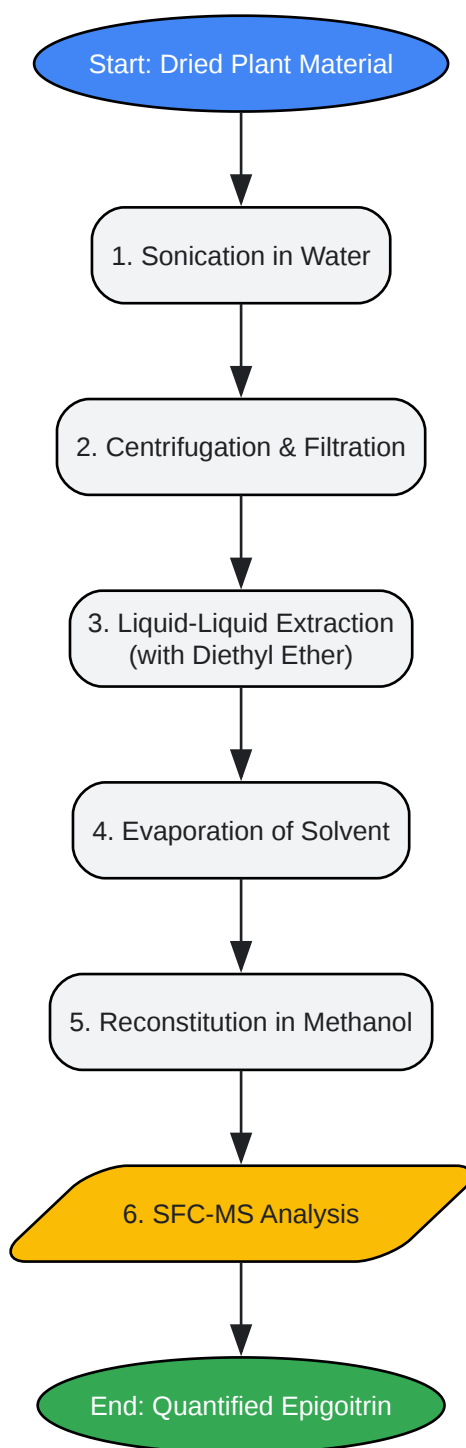 Start: Dried Plant Material
1. Sonication in Water
2. Centrifugation & Filtration
3. Liquid-Liquid Extraction
(with Diethyl Ether)
4. Evaporation of Solvent
5. Reconstitution in Methanol
6. SFC-MS Analysis
End: Quantified Epigoitrin